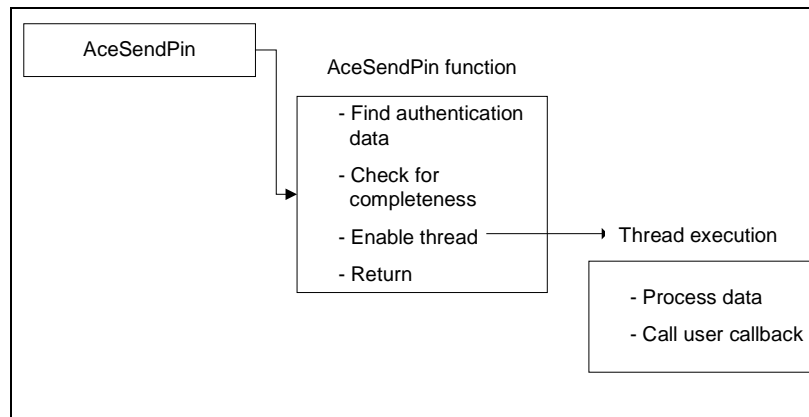 AceSendPin
AceSendPin function
- Find authentication
data
- Check for
completeness
- Enable thread
- Return
Thread execution
- Process data
- Call user callback